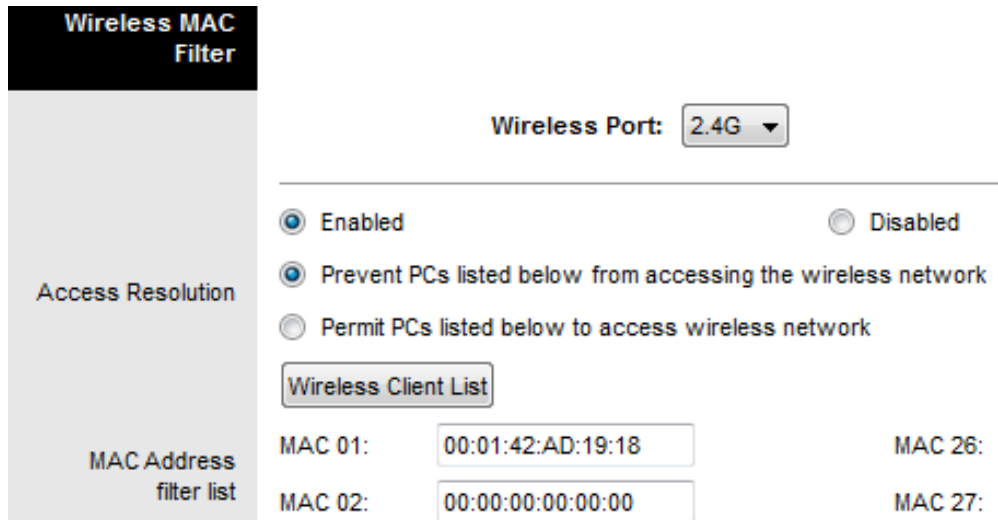 Wireless MAC
Filter
Wireless Port: 2.4G
Enabled Disabled
Prevent PCs listed below from accessing the wireless network
Access Resolution
Permit PCs listed below to access wireless network
Wireless Client List
MAC Address
filter list
MAC 01: 00:01:42:AD:19:18 MAC 26:
MAC 02: 00:00:00:00:00:00 MAC 27: